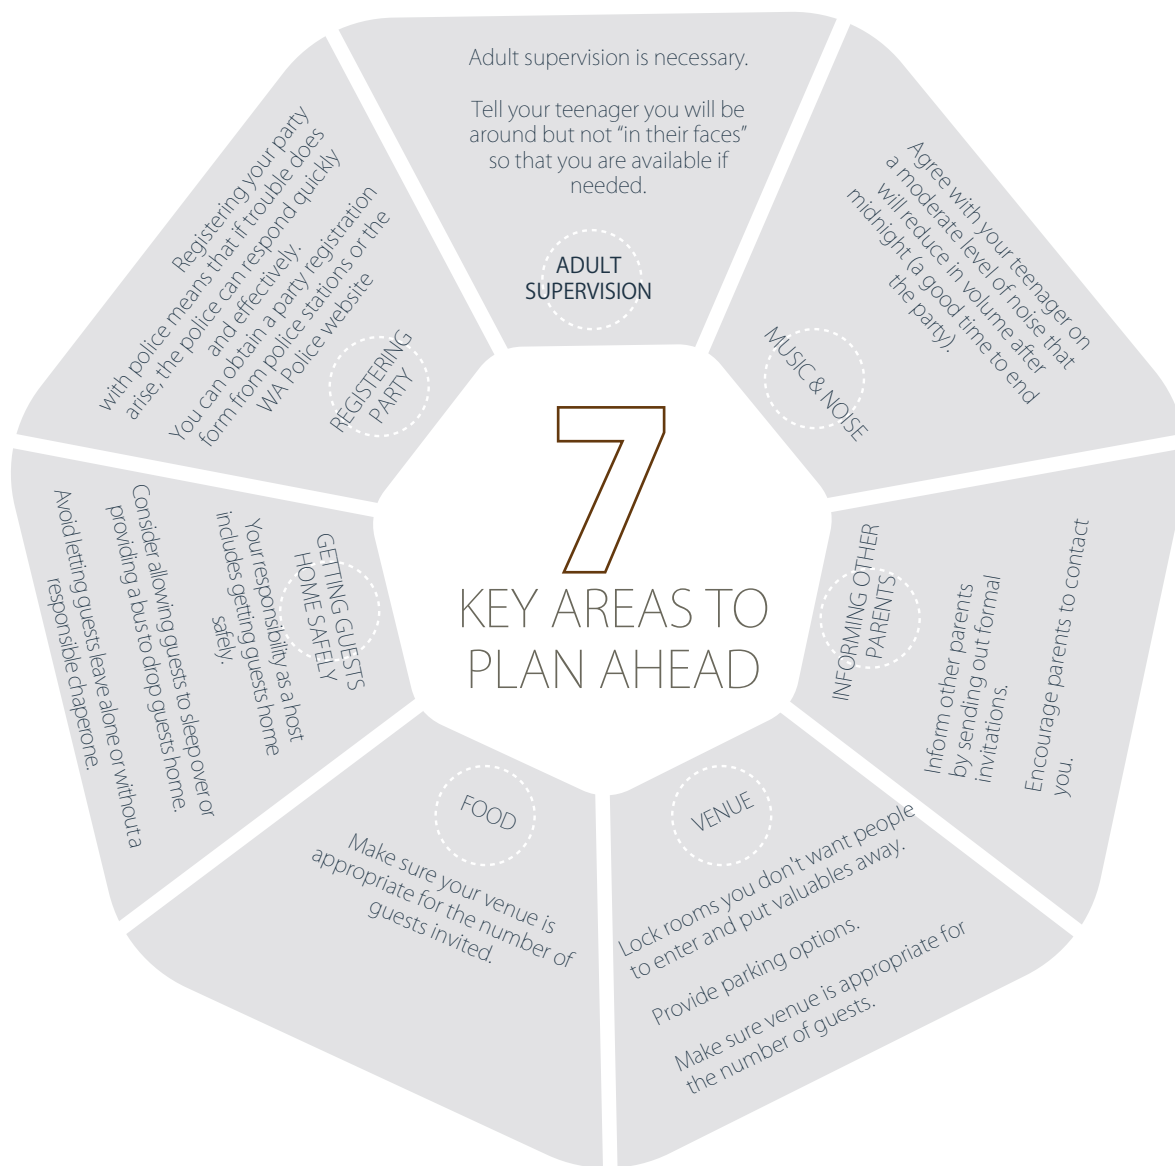 7
KEY AREAS TO
PLAN AHEAD
Adult supervision is necessary.
Tell your teenager you will be
around but not "in their faces"
so that you are available if
needed.
ADULT
SUPERVISION
Agree with your teenager on
a moderate level of noise that
will reduce in volume after
midnight (a good time to end
the party).
MUSIC & NOISE
INFORMING OTHER
PARENTS
Inform other parents
by sending out formal
invitations.
Encourage parents to contact
you.
VENUE
Lock rooms you don't want people
to enter and put valuables away.
Provide parking options.
Make sure venue is appropriate for
the number of guests.
FOOD
Make sure your venue is
appropriate for the number of
guests invited.
GETTING GUESTS
HOME SAFELY
Your responsibility as a host
includes getting guests home
safely.
Consider allowing guests to sleep over or
providing a bus to drop guests home.
Avoid letting guests leave alone or without a
responsible chaperone.
Registering your party
with police means that if trouble does
arise, the police can respond quickly
and effectively.
You can obtain a party registration
form from police stations or the
WA Police website
REGISTERING
PARTY